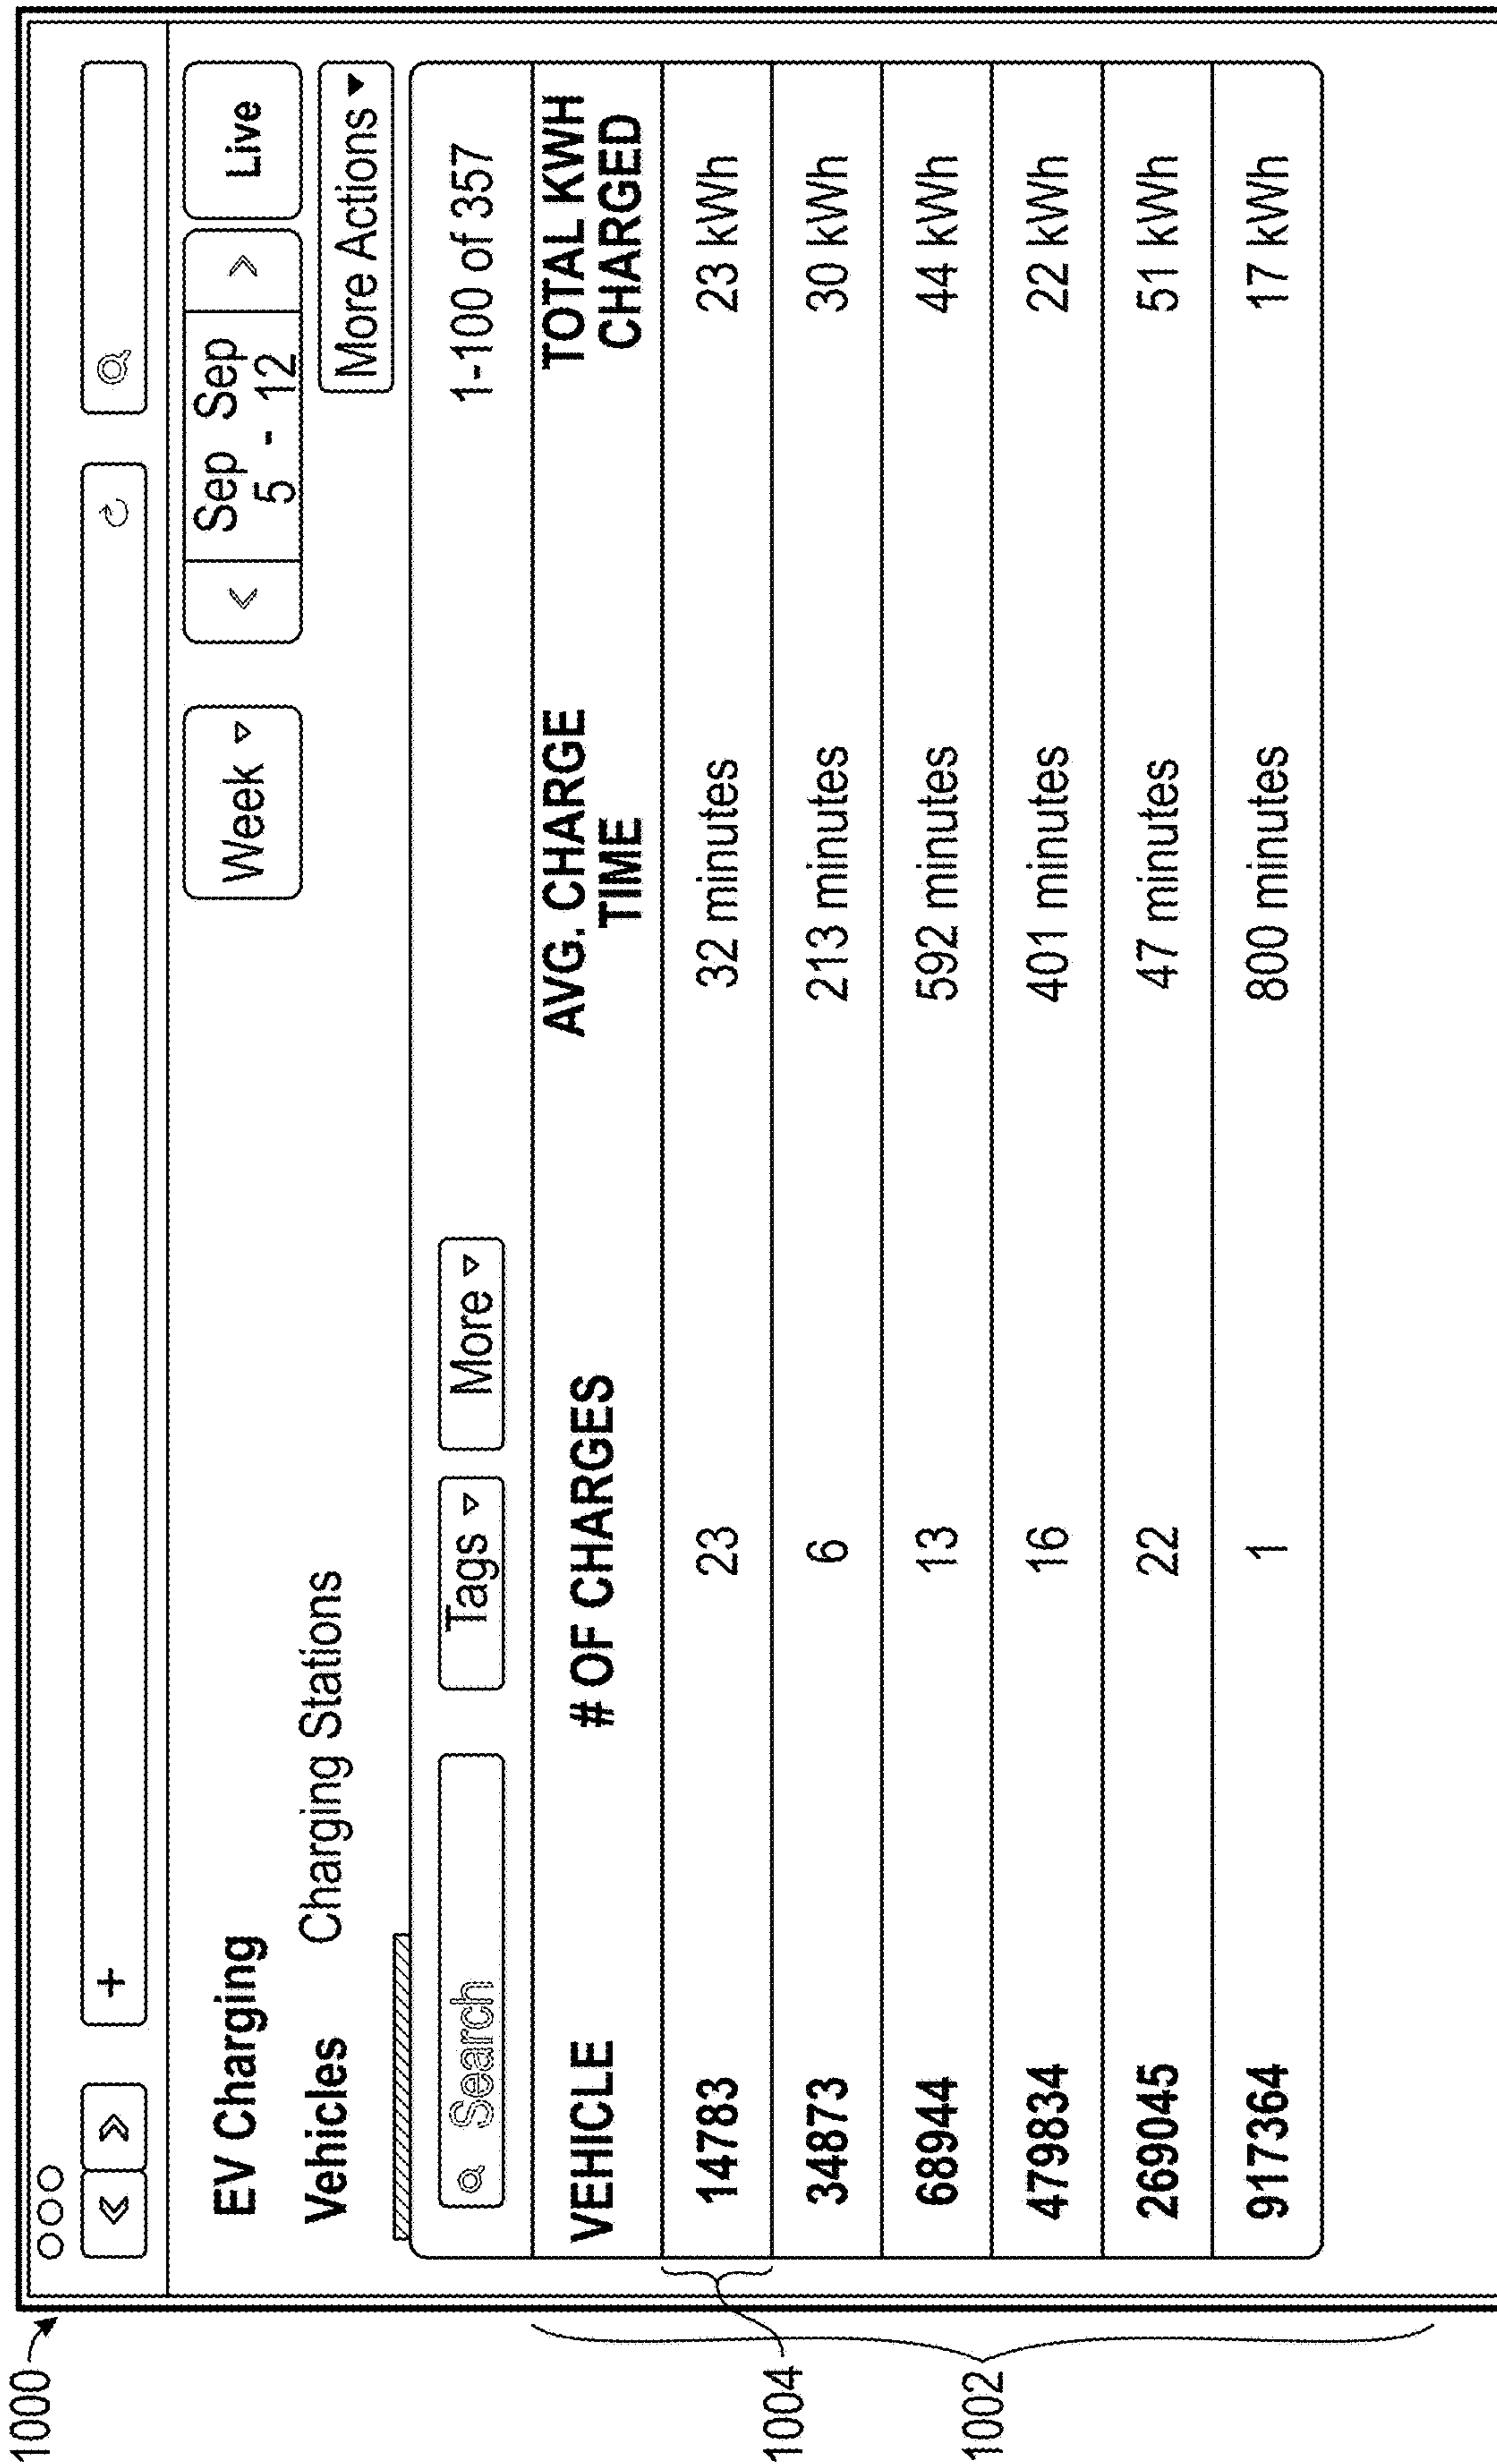 1000
+
EV Charging
Week
Sep Sep
5 - 12
Live
Vehicles Charging Stations
More Actions
Search Tags More 1-100 of 357
VEHICLE # OF CHARGES AVG. CHARGE TIME TOTAL KWH CHARGED
1004
14783 23 32 minutes 23 kWh
34873 6 213 minutes 30 kWh
68944 13 592 minutes 44 kWh
1002
479834 16 401 minutes 22 kWh
269045 22 47 minutes 51 kWh
917364 1 800 minutes 17 kWh